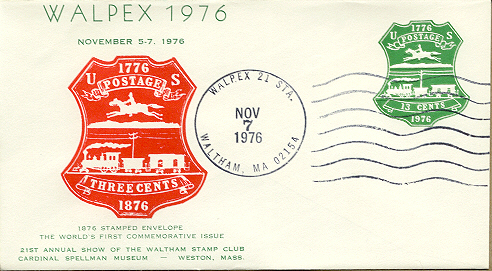 WALPEX 1976
NOVEMBER 5-7, 1976
1776
U S
POSTAGE
THREE CENTS
1876
1876 STAMPED ENVELOPE
THE WORLD'S FIRST COMMEMORATIVE ISSUE
21ST ANNUAL SHOW OF THE WALTHAM STAMP CLUB
CARDINAL SPELLMAN MUSEUM — WESTON, MASS.
WALPEX 21 STA.
NOV
7
1976
WALTHAM, MA 02154
1776
U S
POSTAGE
13 CENTS
1976